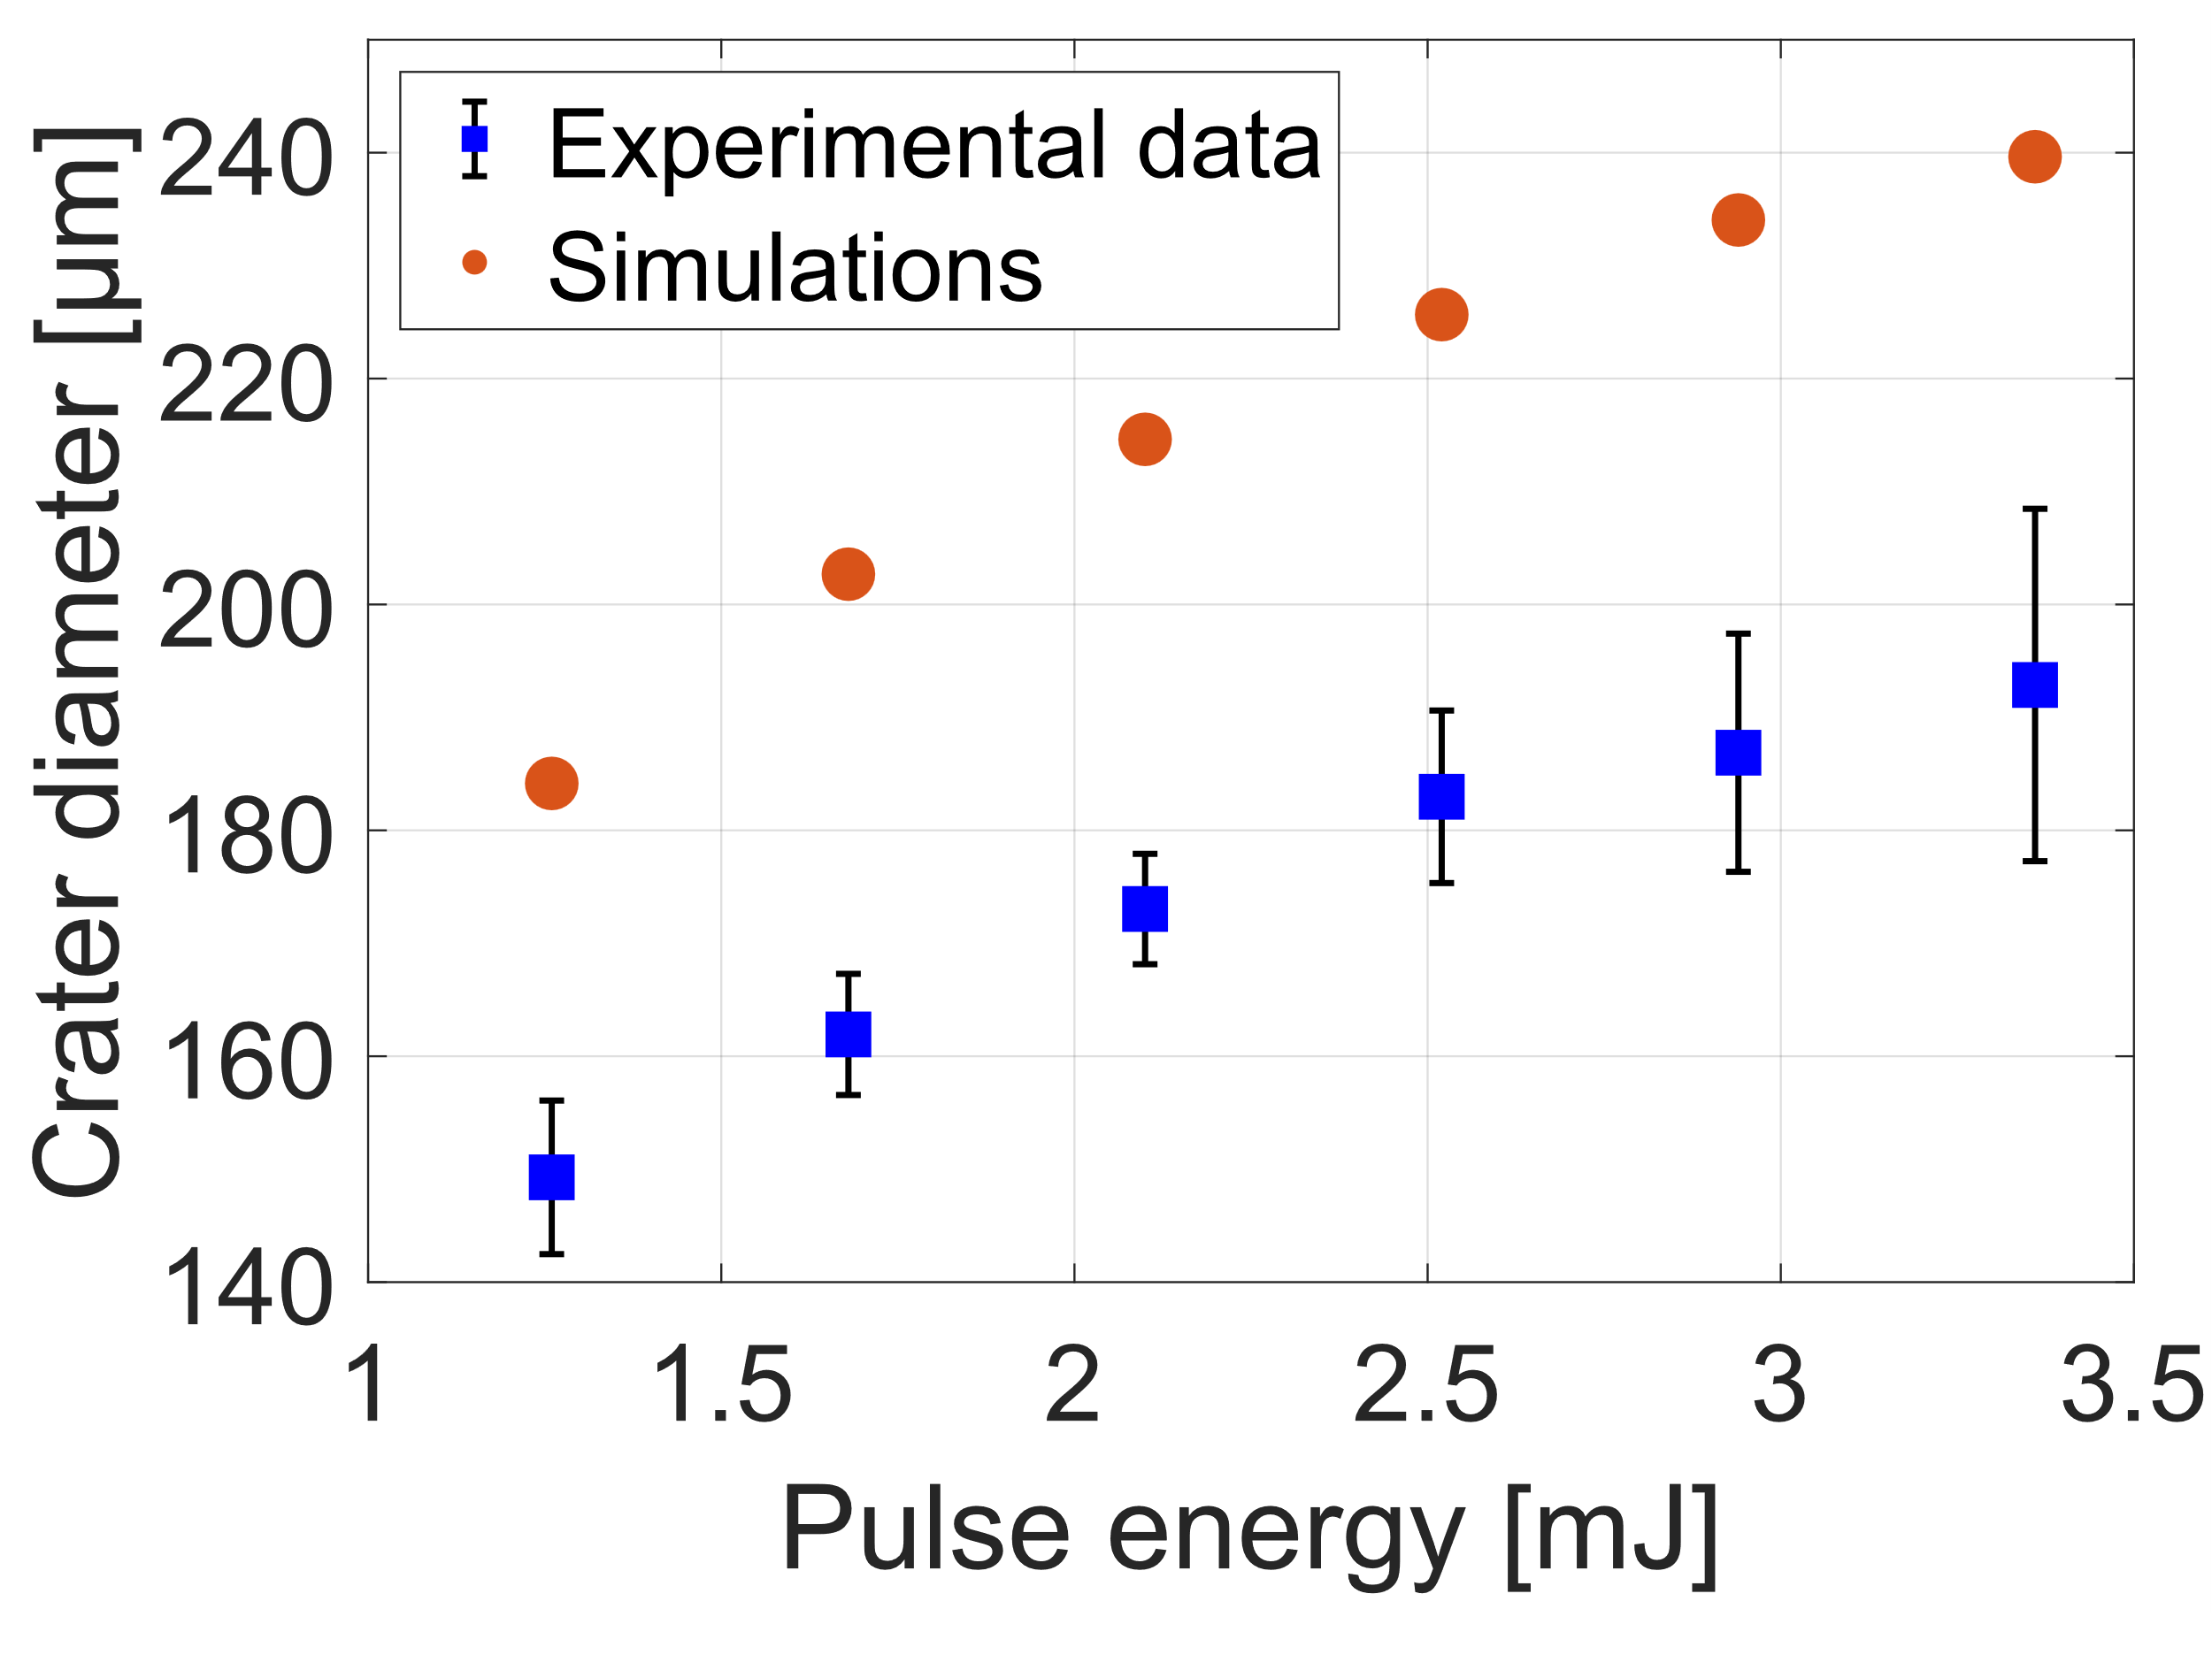 Experimental data
Simulations
Crater diameter [µm]
240
220
200
180
160
140
1 1.5 2 2.5 3 3.5
Pulse energy [mJ]